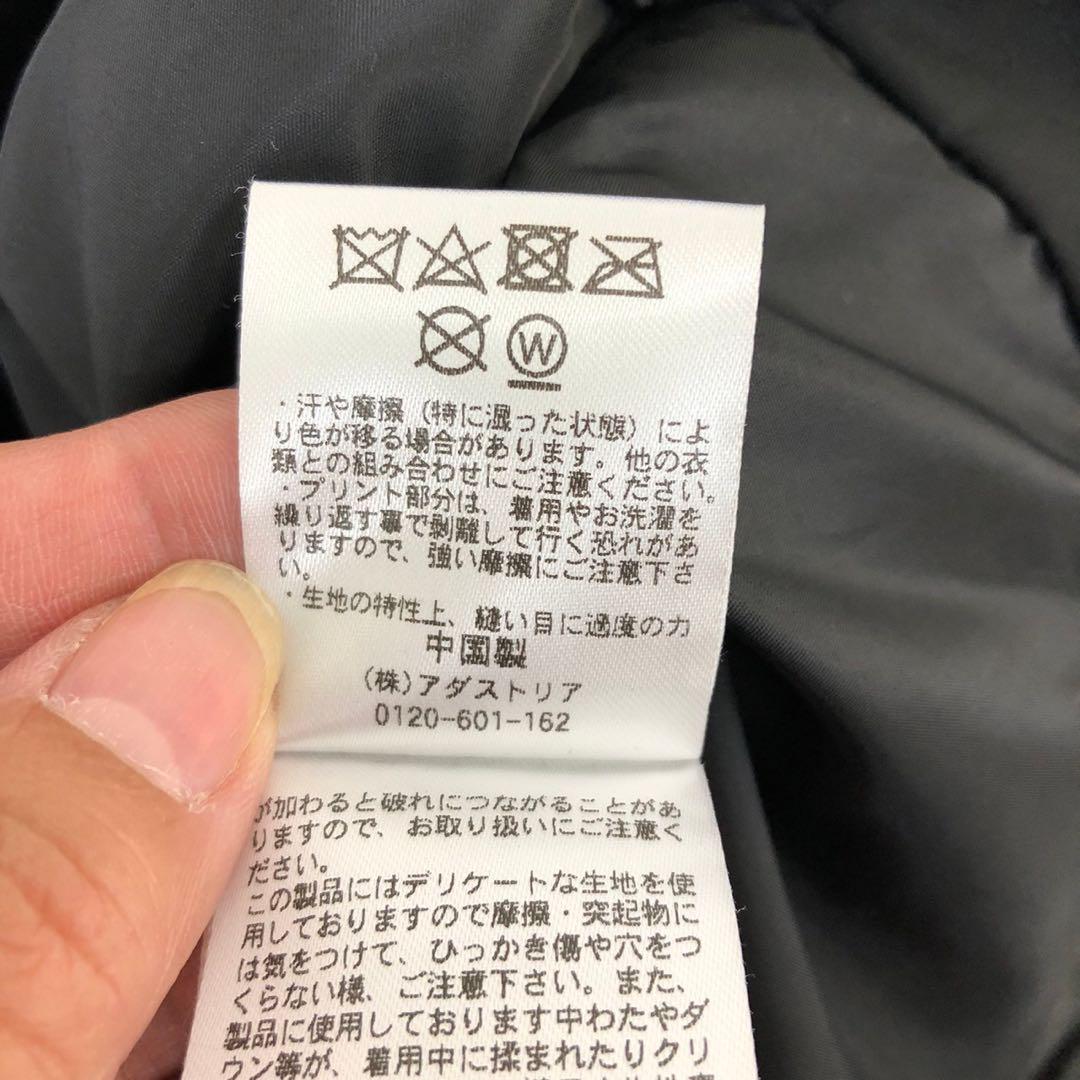 W
・汗や摩擦(特に湿った状態)によ
り色が移る場合があります。他の衣
類との組み合わせにご注意ください。
・プリント部分は、着用やお洗濯を
繰り返す事で剥離して行く恐れがあ
りますので、強い摩擦にご注意下さ
い。
・生地の特性上、縫い目に過度の力
中国製
(株)アダストリア
0120-601-162
が加わると破れにつながることがあ
りますので、お取り扱いにご注意く
ださい。
この製品にはデリケートな生地を使
用しておりますので摩擦・突起物に
は気をつけて、ひっかき傷や穴をつ
くらない様、ご注意下さい。また、
製品に使用しております中わたやダ
ウン等が、着用中に揉まれたりクリ